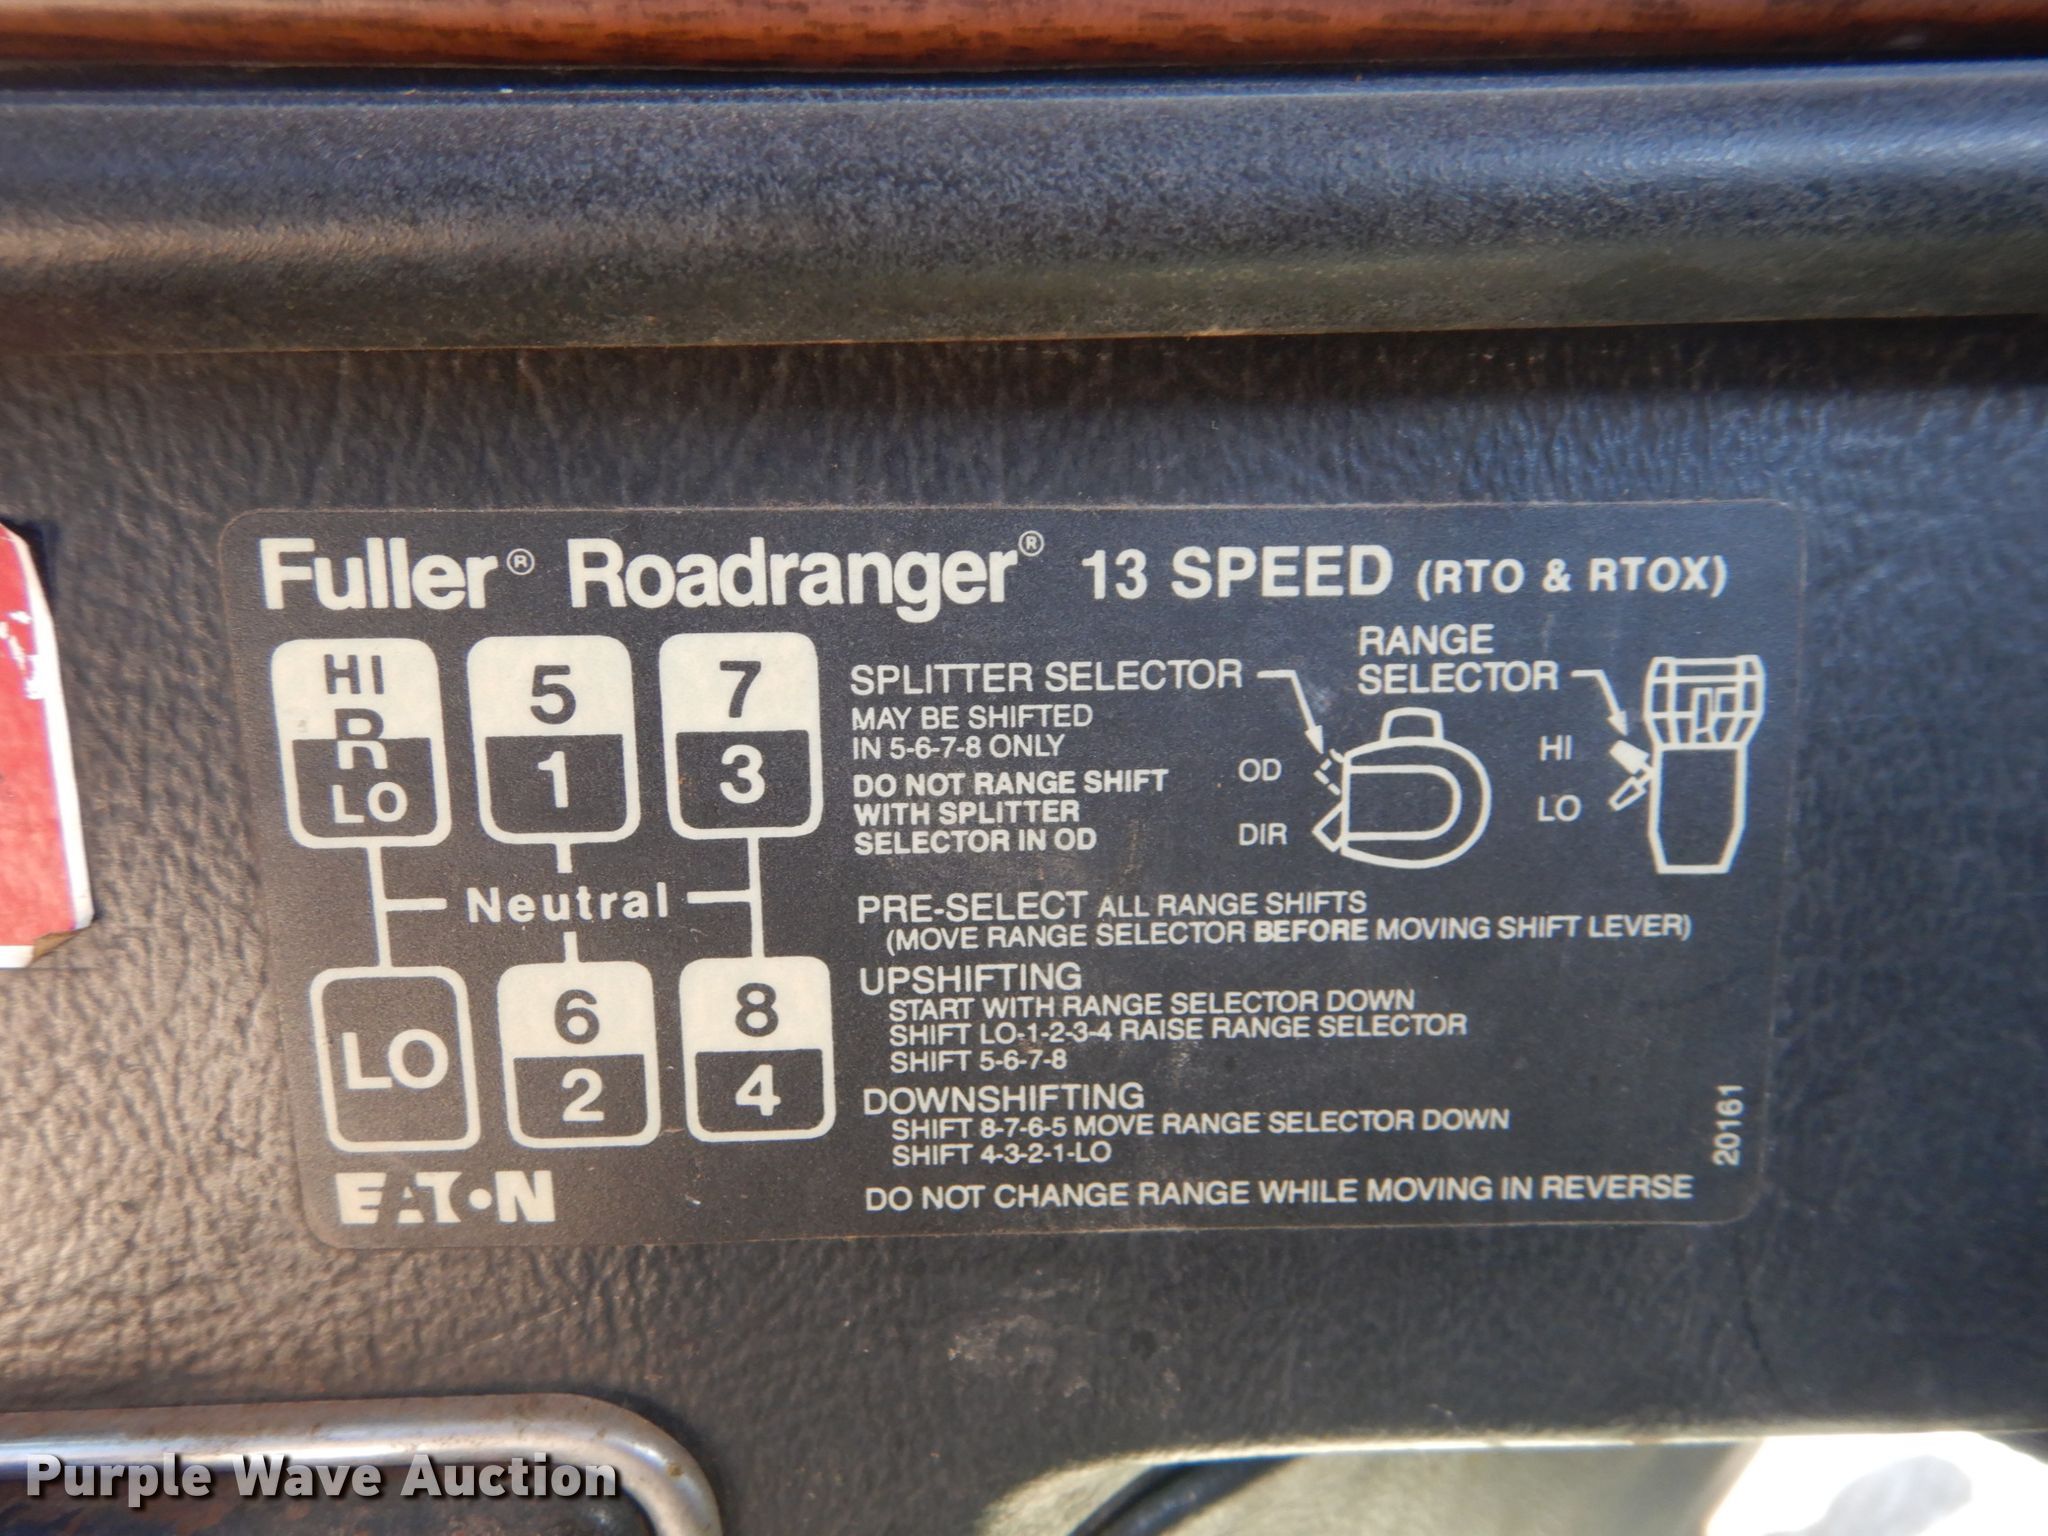 Fuller® Roadranger® 13 SPEED (RTO & RTOX)
HI
R
R
LO
5
1
7
3
Neutral
LO
6
2
8
4
EATON
SPLITTER SELECTOR
MAY BE SHIFTED
IN 5-6-7-8 ONLY
DO NOT RANGE SHIFT
WITH SPLITTER
SELECTOR IN OD
OD
DIR
RANGE
SELECTOR
HI
LO
PRE-SELECT ALL RANGE SHIFTS
(MOVE RANGE SELECTOR BEFORE MOVING SHIFT LEVER)
UPSHIFTING
START WITH RANGE SELECTOR DOWN
SHIFT LO-1-2-3-4 RAISE RANGE SELECTOR
SHIFT 5-6-7-8
DOWNSHIFTING
SHIFT 8-7-6-5 MOVE RANGE SELECTOR DOWN
SHIFT 4-3-2-1-LO
DO NOT CHANGE RANGE WHILE MOVING IN REVERSE
20161
Purple Wave Auction